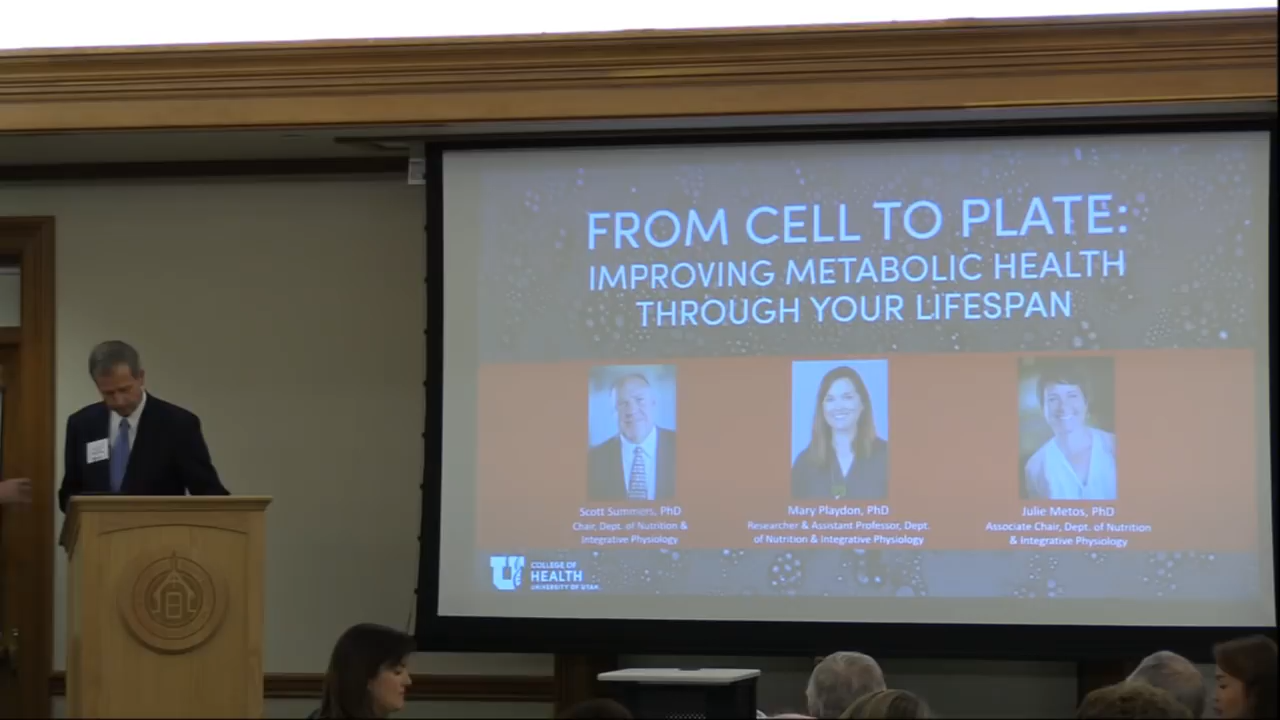 FROM CELL TO PLATE:
IMPROVING METABOLIC HEALTH
THROUGH YOUR LIFESPAN
Scott Summers, PhD
Chair, Dept. of Nutrition &
Integrative Physiology
Mary Playdon, PhD
Researcher & Assistant Professor, Dept.
of Nutrition & Integrative Physiology
Julie Metos, PhD
Associate Chair, Dept. of Nutrition
& Integrative Physiology
U
COLLEGE OF
HEALTH
UNIVERSITY OF UTAH